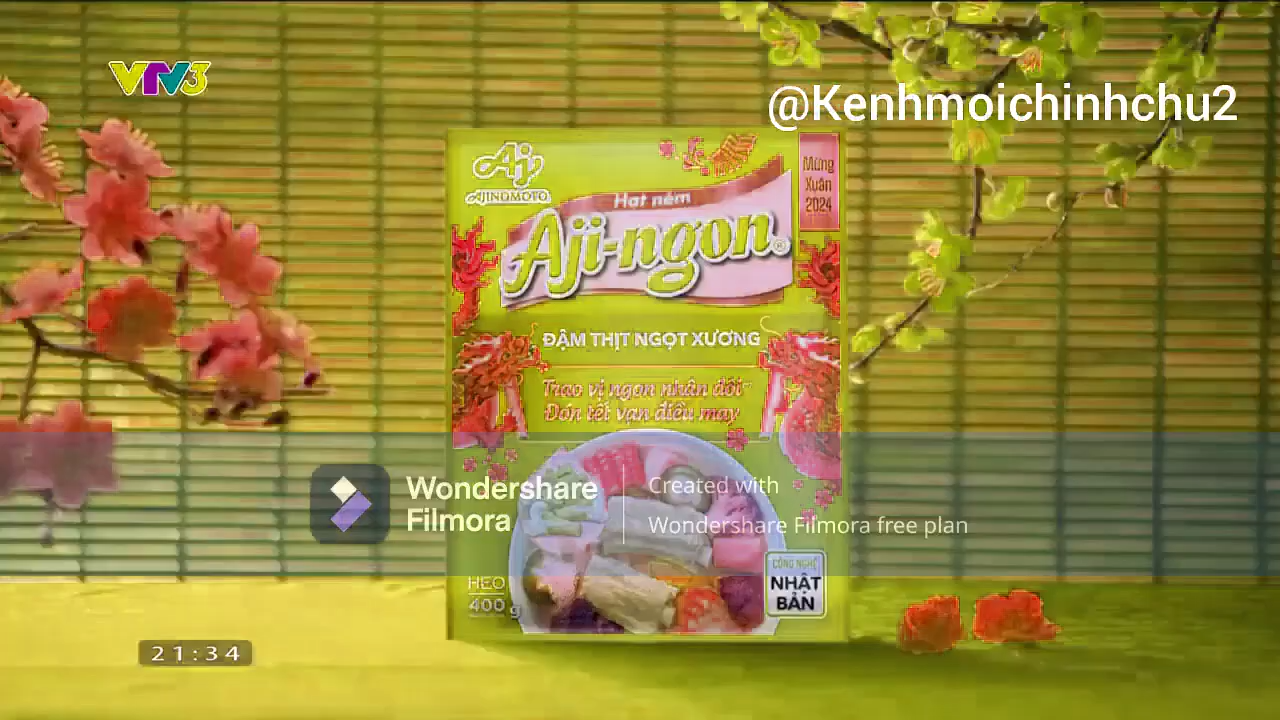 VTV3
@Kenhmoichinhchu2
Aj
AJINOMOTO
Mừng
Xuân
2024
Hạt nêm
Aji-ngon®
ĐẬM THỊT NGỌT XƯƠNG
Trao vị ngon nhân đôi
Đón tết vạn điều may
Wondershare
Filmora
Created with
Wondershare Filmora free plan
HEO
400 g
CÔNG NGHỆ
NHẬT
BẢN
21:34